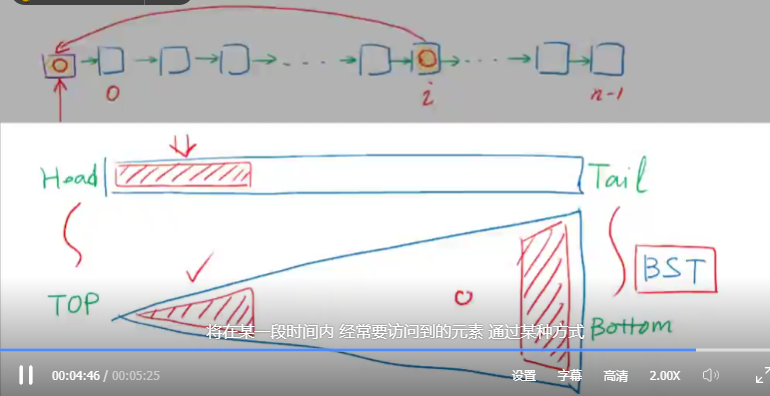 0
i
n-1
Head
Tail
BST
TOP
Bottom
将在某一段时间内 经常要访问到的元素 通过某种方式
00:04:46 / 00:05:25
设置
字幕
高清
2.00X